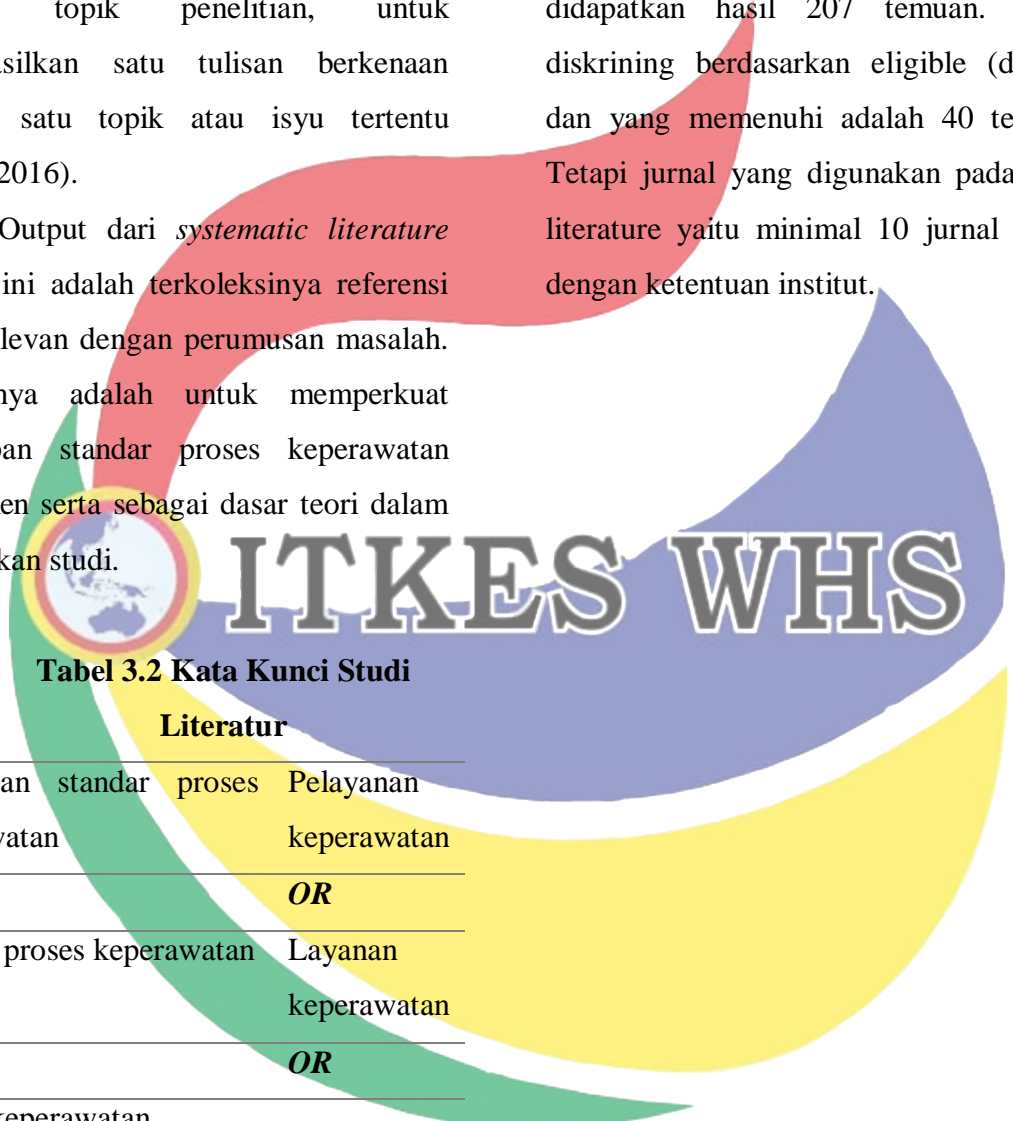 topik penelitian, untuk
asilkan satu tulisan berkenaan
satu topik atau isyu tertentu
2016).
Output dari systematic literature
ini adalah terkoleksinya referensi
levan dengan perumusan masalah.
nya adalah untuk memperkuat
an standar proses keperawatan
en serta sebagai dasar teori dalam
kan studi.
Tabel 3.2 Kata Kunci Studi
Literatur
an standar proses Pelayanan
watan keperawatan
OR
proses keperawatan Layanan
keperawatan
OR
keperawatan
didapatkan hasil 207 temuan.
diskrining berdasarkan eligible (d
dan yang memenuhi adalah 40 te
Tetapi jurnal yang digunakan pada
literature yaitu minimal 10 jurnal
dengan ketentuan institut.
ITKES WHS